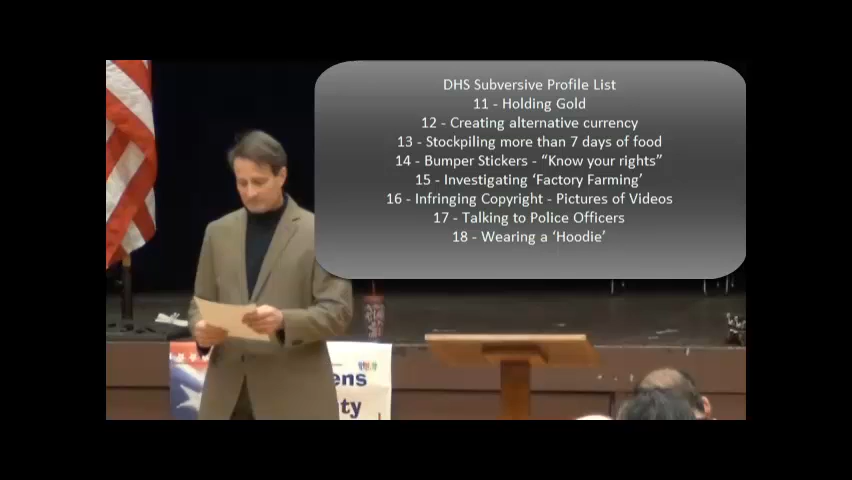 DHS Subversive Profile List
11 - Holding Gold
12 - Creating alternative currency
13 - Stockpiling more than 7 days of food
14 - Bumper Stickers - “Know your rights”
15 - Investigating ‘Factory Farming’
16 - Infringing Copyright - Pictures of Videos
17 - Talking to Police Officers
18 - Wearing a ‘Hoodie’
ens
ty